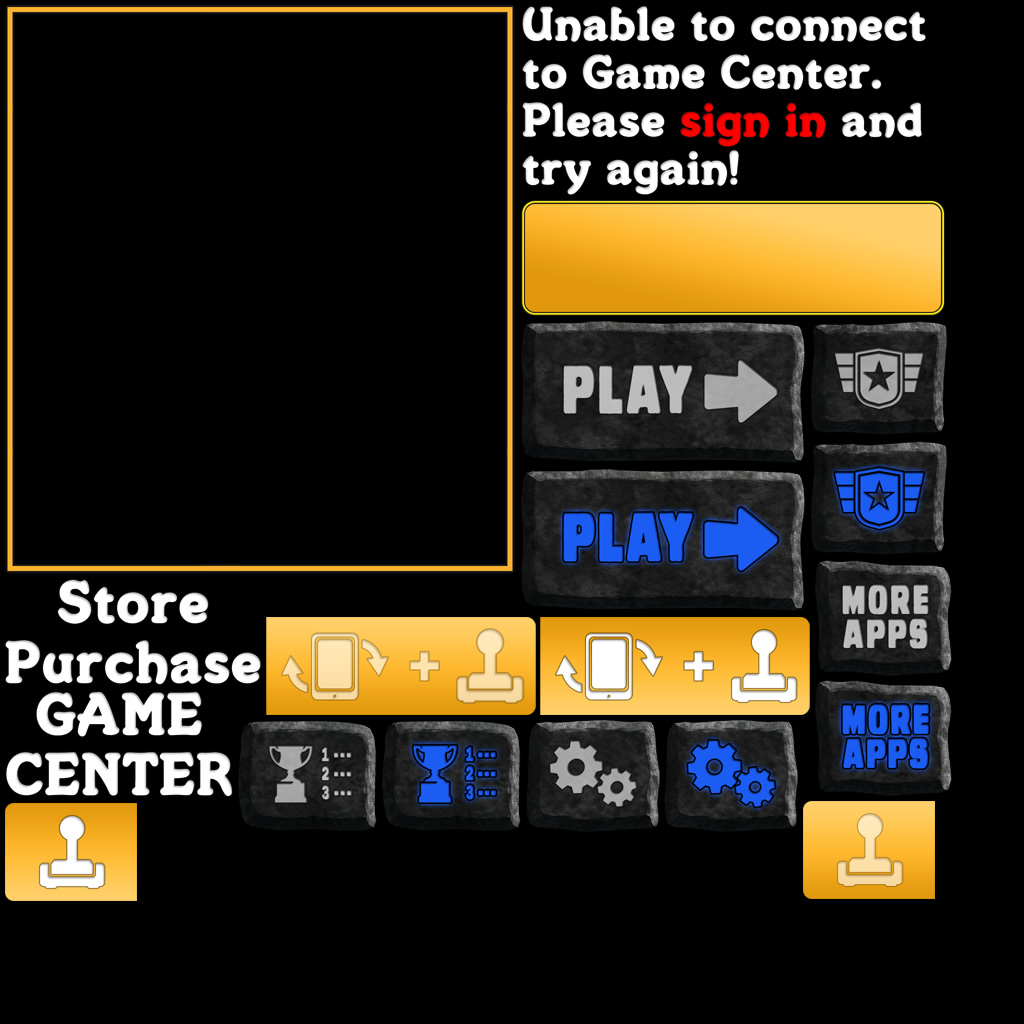 Unable to connect
to Game Center.
Please sign in and
try again!
PLAY
PLAY
MORE
APPS
MORE
APPS
Store
Purchase
GAME
CENTER
1
2
3
1
2
3